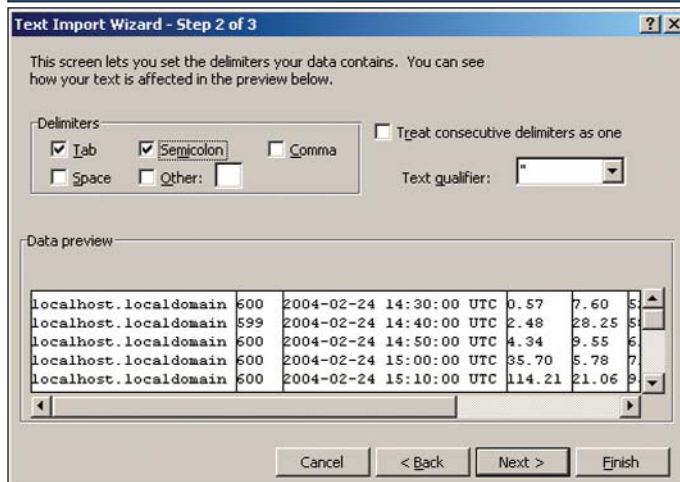 Text Import Wizard - Step 2 of 3
This screen lets you set the delimiters your data contains. You can see
how your text is affected in the preview below.
Delimiters
Tab Semicolon Comma
Space Other:
Treat consecutive delimiters as one
Text qualifier: "
Data preview
localhost.localdomain 600 2004-02-24 14:30:00 UTC 0.57 7.60
localhost.localdomain 599 2004-02-24 14:40:00 UTC 2.48 28.25
localhost.localdomain 600 2004-02-24 14:50:00 UTC 4.34 9.55
localhost.localdomain 600 2004-02-24 15:00:00 UTC 35.70 5.78
localhost.localdomain 600 2004-02-24 15:10:00 UTC 114.21 21.06
Cancel < Back Next > Finish